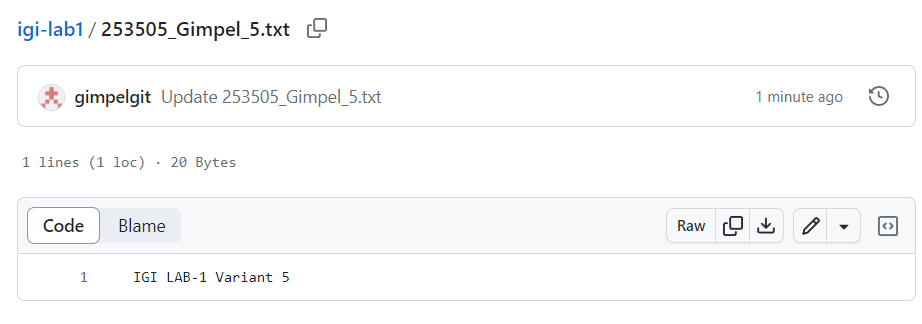 igi-lab1 / 253505_Gimpel_5.txt
gimpelgit Update 253505_Gimpel_5.txt 1 minute ago
1 lines (1 loc) · 20 Bytes
Code Blame Raw
1 IGI LAB-1 Variant 5